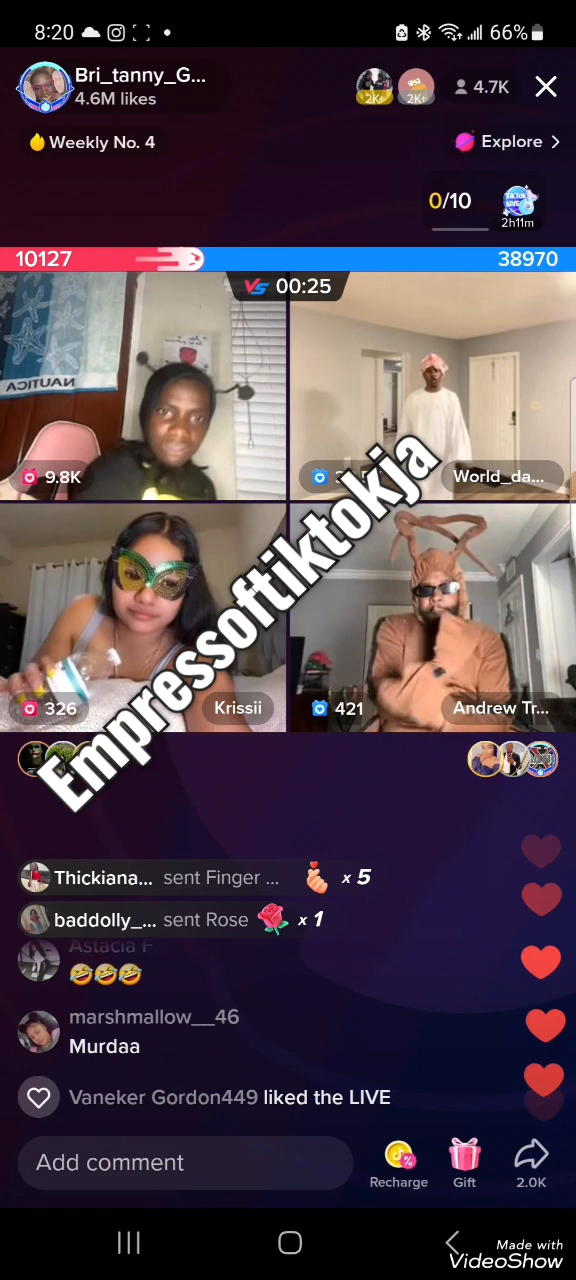 8:20
66%
Bri_tanny_G...
4.6M likes
2K+
2K+
4.7K
Weekly No. 4
Explore
0/10
TikTok LIVE
2h11m
10127
38970
VS 00:25
NAUTICA
9.8K
World_da...
Empressoftiktokja
326
Krissii
421
Andrew Tr...
Thickiana... sent Finger ... x 5
baddolly_... sent Rose x 1
Astacia F
marshmallow__46
Murdaa
Vaneker Gordon449 liked the LIVE
Add comment
Recharge
Gift
2.0K
Made with
VideoShow